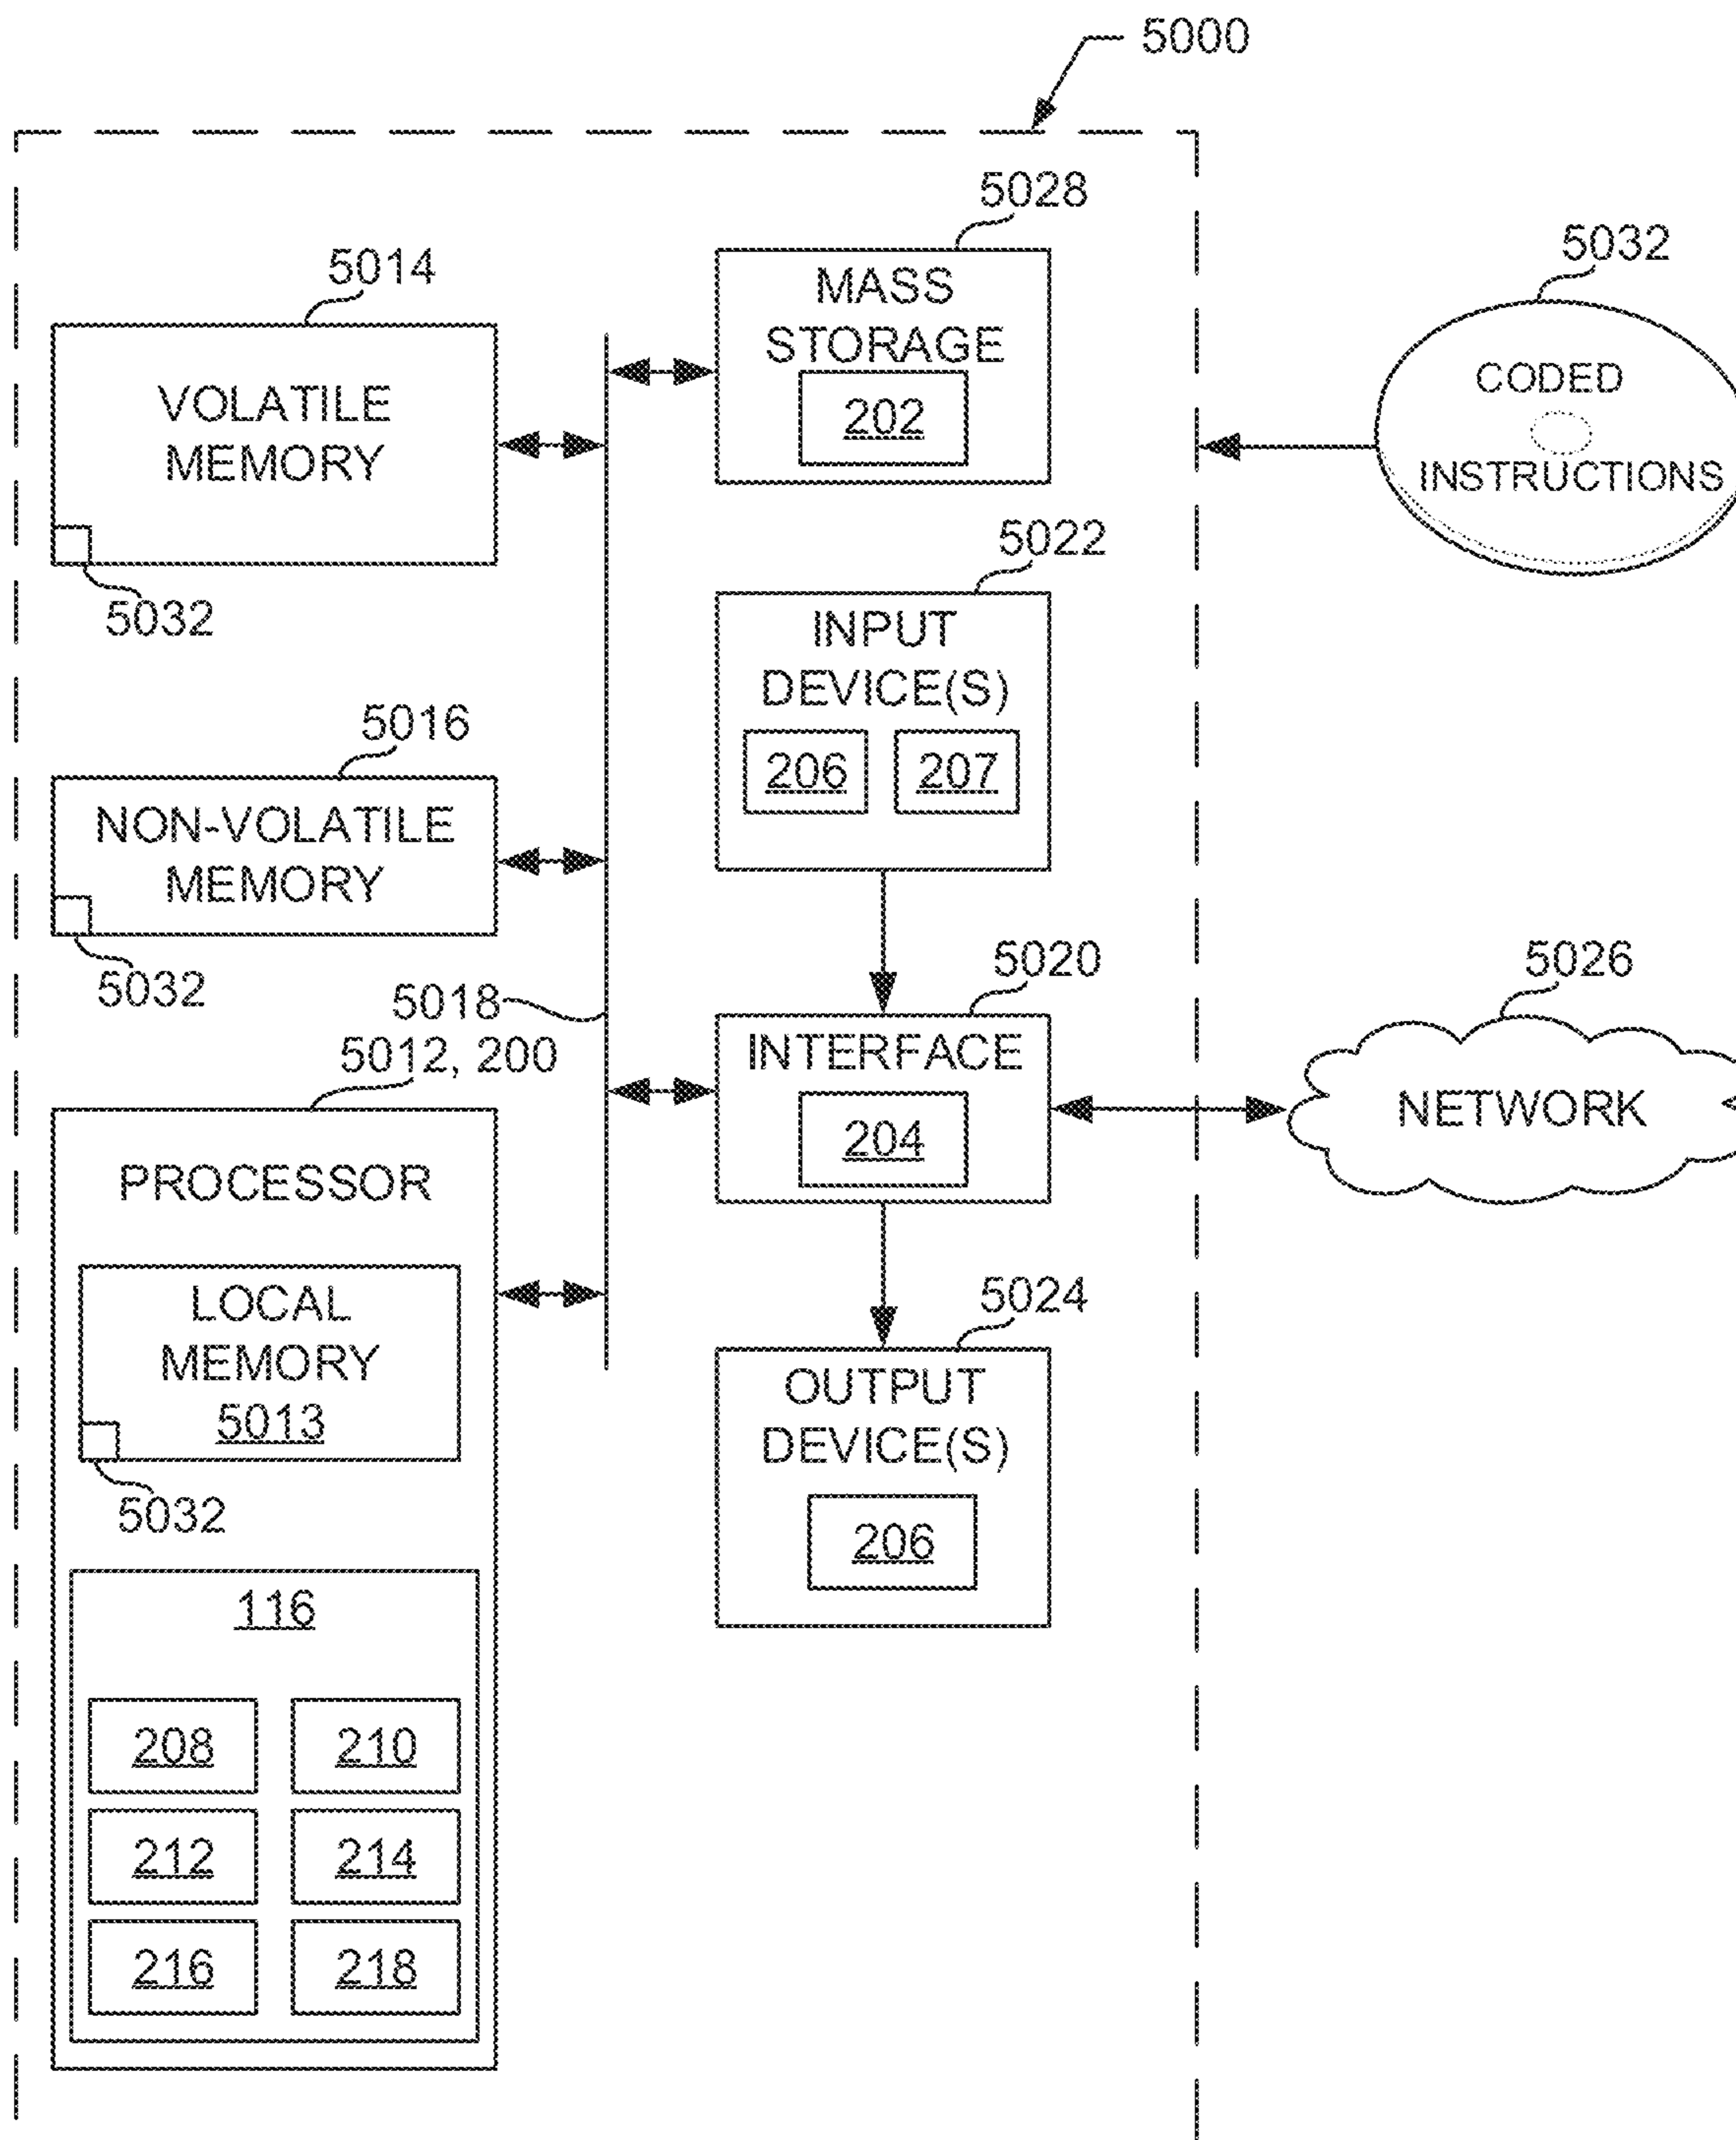 5000
5028
5014
MASS
STORAGE
202
5032
CODED
INSTRUCTIONS
VOLATILE
MEMORY
5032
5022
INPUT
DEVICE(S)
206 207
5016
NON-VOLATILE
MEMORY
5032
5018
5020
INTERFACE
204
5026
NETWORK
5012, 200
PROCESSOR
LOCAL
MEMORY
5013
5032
5024
OUTPUT
DEVICE(S)
206
116
208 210
212 214
216 218